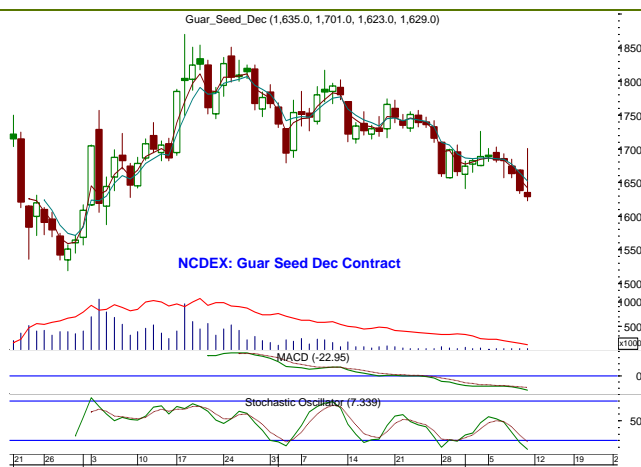 Guar_Seed_Dec (1,635.0, 1,701.0, 1,623.0, 1,629.0)
1850
1800
1750
1700
1650
1600
1550
1500
NCDEX: Guar Seed Dec Contract
1000
500
x1000
MACD (-22.95)
0
Stochastic Oscillator (7.339)
50
21 26 3 10 17 24 31 7 14 21 28 5 12 19 2